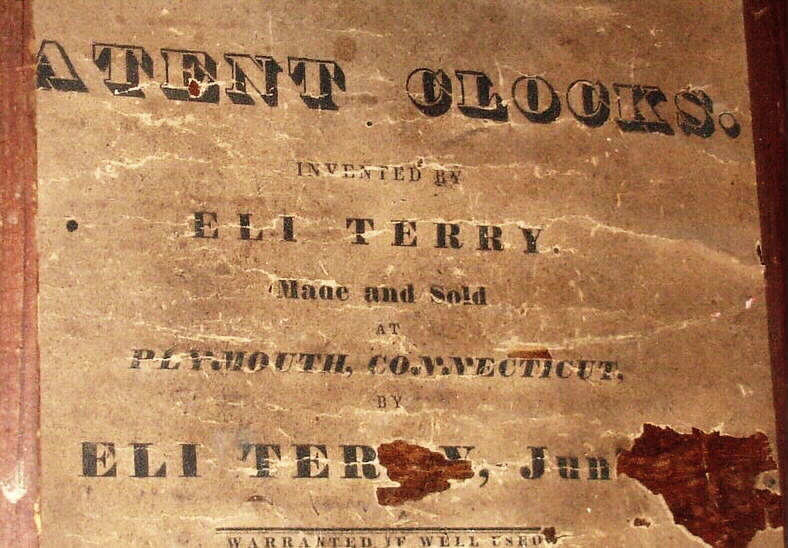 ATENT CLOCKS.
INVENTED BY
ELI TERRY.
Made and Sold
AT
PLYMOUTH, CONNECTICUT,
BY
ELI TERRY, Jun
WARRANTED IF WELL USED